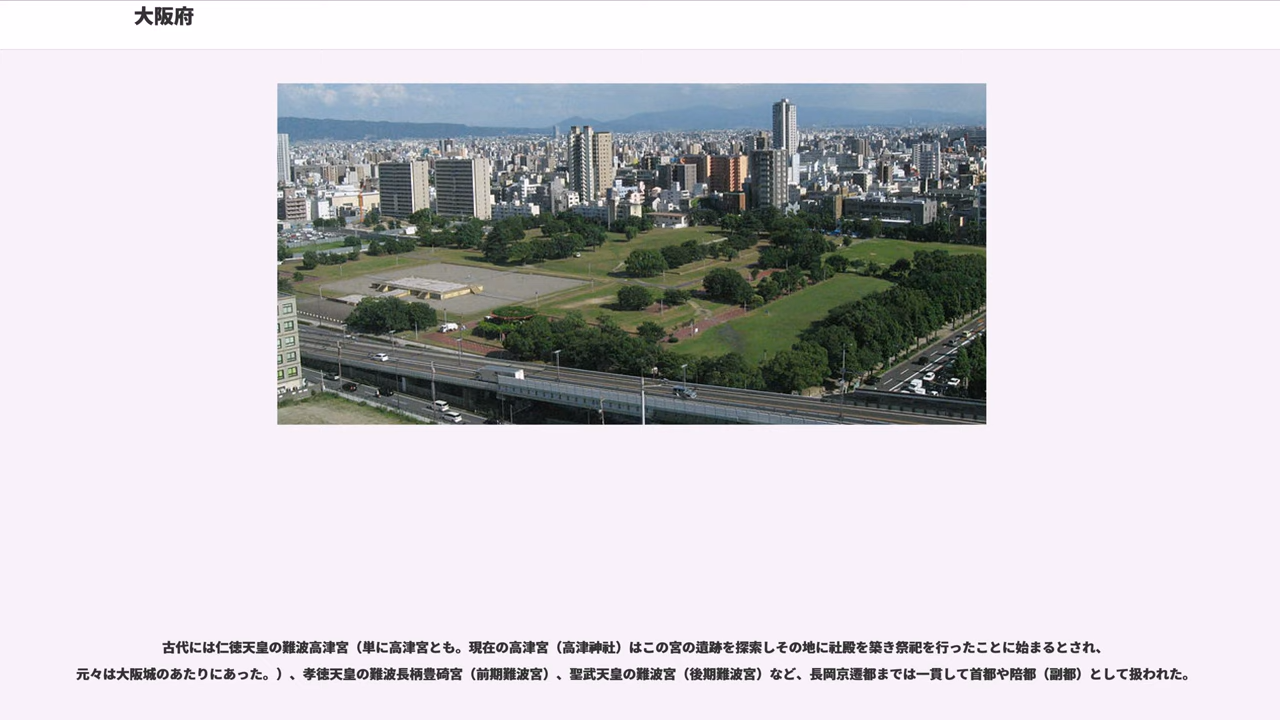 大阪府
古代には仁徳天皇の難波高津宮（単に高津宮とも。現在の高津宮（高津神社）はこの宮の遺跡を探索しその地に社殿を築き祭祀を行ったことに始まるとされ、
元々は大阪城のあたりにあった。）、孝徳天皇の難波長柄豊碕宮（前期難波宮）、聖武天皇の難波宮（後期難波宮）など、長岡京遷都までは一貫して首都や陪都（副都）として扱われた。